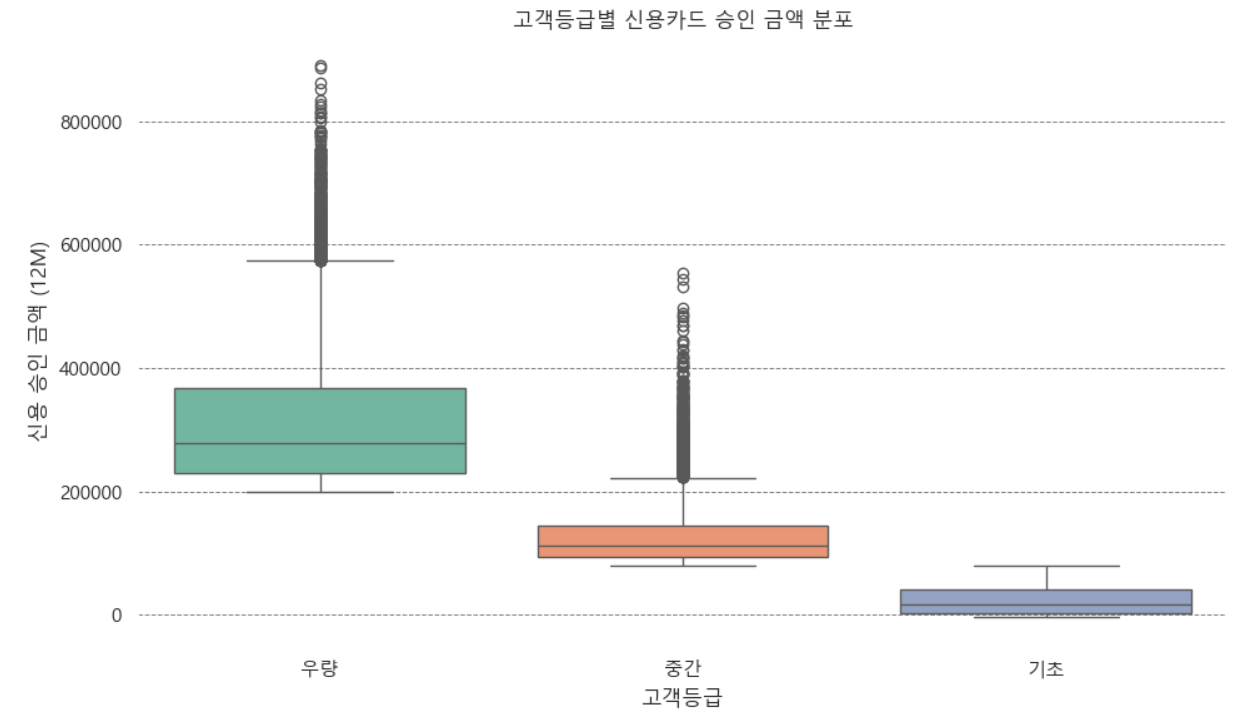 고객등급별 신용카드 승인 금액 분포
신용 승인 금액 (12M)
800000
600000
400000
200000
0
우량
중간
기초
고객등급